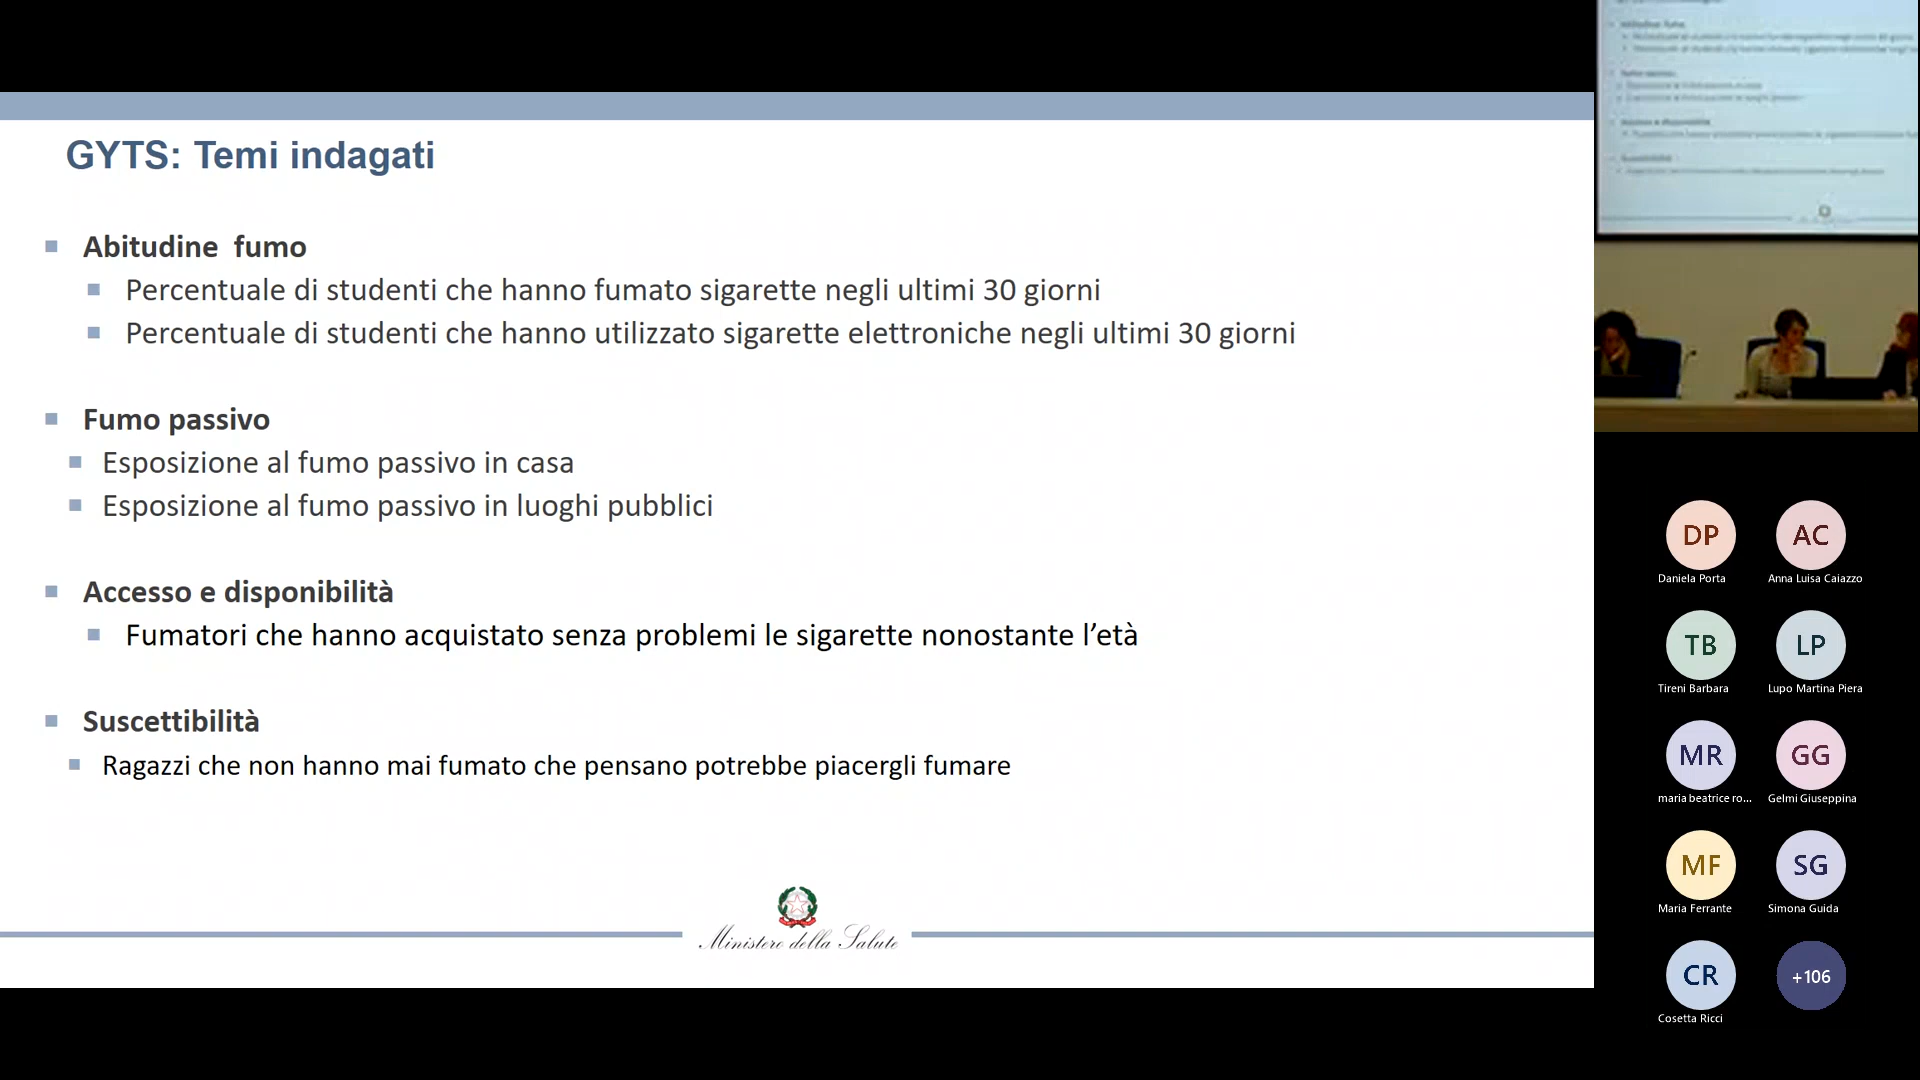 GYTS: Temi indagati
Abitudine  fumo
Percentuale di studenti che hanno fumato sigarette negli ultimi 30 giorni
Percentuale di studenti che hanno utilizzato sigarette elettroniche negli ultimi 30 giorni
Fumo passivo
Esposizione al fumo passivo in casa
Esposizione al fumo passivo in luoghi pubblici
Accesso e disponibilità
Fumatori che hanno acquistato senza problemi le sigarette nonostante l’età
Suscettibilità
Ragazzi che non hanno mai fumato che pensano potrebbe piacergli fumare
Ministero della Salute
DP
Daniela Porta
AC
Anna Luisa Caiazzo
TB
Tireni Barbara
LP
Lupo Martina Piera
MR
maria beatrice ro...
GG
Gelmi Giuseppina
MF
Maria Ferrante
SG
Simona Guida
CR
Cosetta Ricci
+106